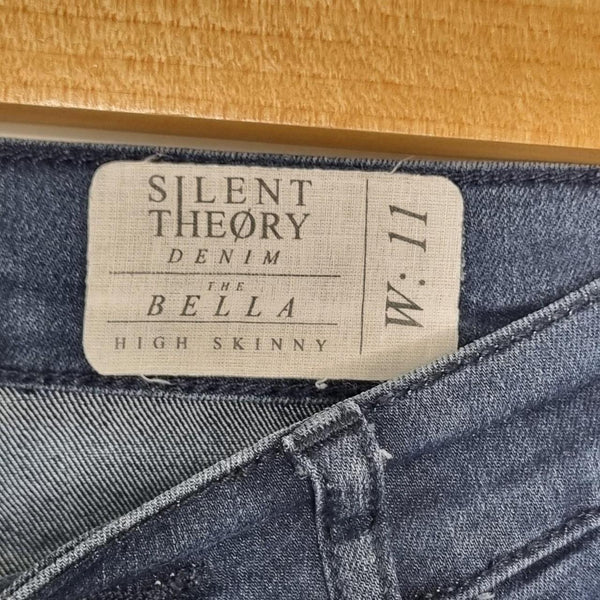 SILENT
THEØRY
DENIM
THE
BELLA
HIGH SKINNY
W: 11